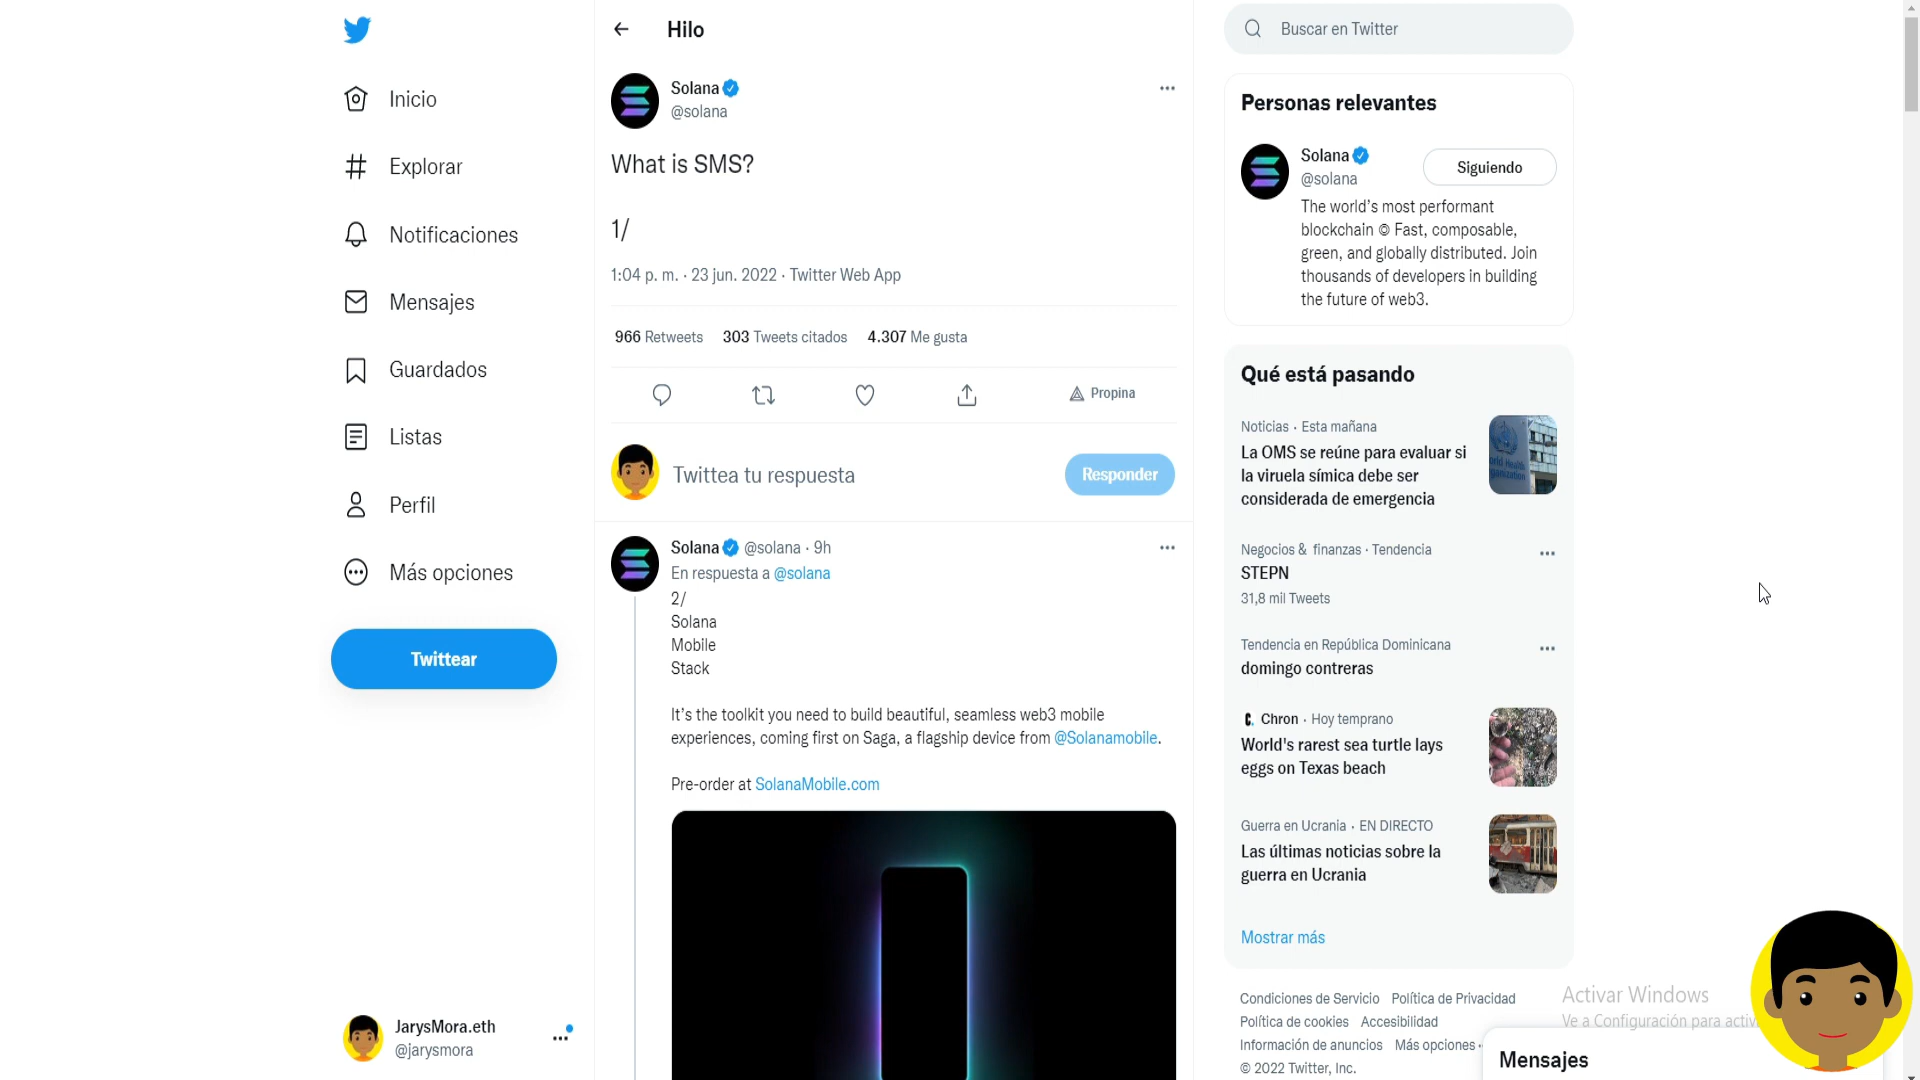 Inicio
Explorar
Notificaciones
Mensajes
Guardados
Listas
Perfil
Más opciones
Twittear
JarysMora.eth
@jarysmora
Hilo
Solana
@solana
What is SMS?
1/
1:04 p. m. · 23 jun. 2022 · Twitter Web App
966 Retweets 303 Tweets citados 4.307 Me gusta
Propina
Twittea tu respuesta
Responder
Solana @solana · 9h
En respuesta a @solana
2/
Solana
Mobile
Stack
It's the toolkit you need to build beautiful, seamless web3 mobile
experiences, coming first on Saga, a flagship device from @Solanamobile.
Pre-order at SolanaMobile.com
Buscar en Twitter
Personas relevantes
Solana
@solana
Siguiendo
The world's most performant
blockchain © Fast, composable,
green, and globally distributed. Join
thousands of developers in building
the future of web3.
Qué está pasando
Noticias · Esta mañana
La OMS se reúne para evaluar si
la viruela símica debe ser
considerada de emergencia
Negocios & finanzas · Tendencia
STEPN
31,8 mil Tweets
Tendencia en República Dominicana
domingo contreras
Chron · Hoy temprano
World's rarest sea turtle lays
eggs on Texas beach
Guerra en Ucrania · EN DIRECTO
Las últimas noticias sobre la
guerra en Ucrania
Mostrar más
Condiciones de Servicio Política de Privacidad
Política de cookies Accesibilidad
Información de anuncios Más opciones
© 2022 Twitter, Inc.
Activar Windows
Ve a Configuración para
Mensajes